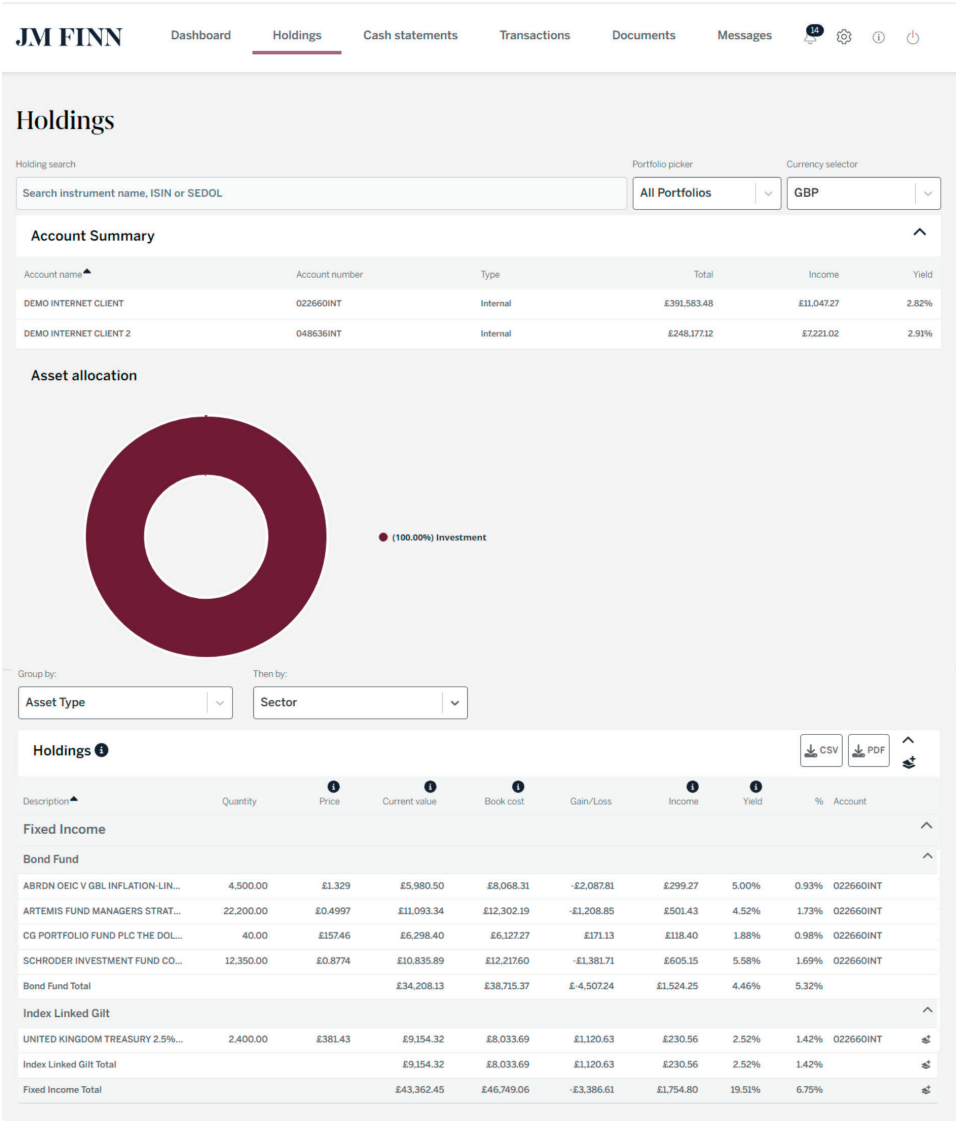 JM FINN Dashboard Holdings Cash statements Transactions Documents Messages 14
Holdings
Holding search Portfolio picker Currency selector
Search instrument name, ISIN or SEDOL All Portfolios GBP
Account Summary
Account name Account number Type Total Income Yield
DEMO INTERNET CLIENT 022660INT Internal £391,583.48 £11,047.27 2.82%
DEMO INTERNET CLIENT 2 048636INT Internal £248,177.12 £7,221.02 2.91%
Asset allocation
(100.00%) Investment
Group by: Then by:
Asset Type Sector
Holdings CSV PDF
Description Quantity Price Current value Book cost Gain/Loss Income Yield % Account
Fixed Income
Bond Fund
ABRDN OEIC V GBL INFLATION-LIN... 4,500.00 £1.329 £5,980.50 £8,068.31 -£2,087.81 £299.27 5.00% 0.93% 022660INT
ARTEMIS FUND MANAGERS STRAT... 22,200.00 £0.4997 £11,093.34 £12,302.19 -£1,208.85 £501.43 4.52% 1.73% 022660INT
CG PORTFOLIO FUND PLC THE DOL... 40.00 £157.46 £6,298.40 £6,127.27 £171.13 £118.40 1.88% 0.98% 022660INT
SCHRODER INVESTMENT FUND CO... 12,350.00 £0.8774 £10,835.89 £12,217.60 -£1,381.71 £605.15 5.58% 1.69% 022660INT
Bond Fund Total £34,208.13 £38,715.37 £-4,507.24 £1,524.25 4.46% 5.32%
Index Linked Gilt
UNITED KINGDOM TREASURY 2.5%... 2,400.00 £381.43 £9,154.32 £8,033.69 £1,120.63 £230.56 2.52% 1.42% 022660INT
Index Linked Gilt Total £9,154.32 £8,033.69 £1,120.63 £230.56 2.52% 1.42%
Fixed Income Total £43,362.45 £46,749.06 -£3,386.61 £1,754.80 19.51% 6.75%